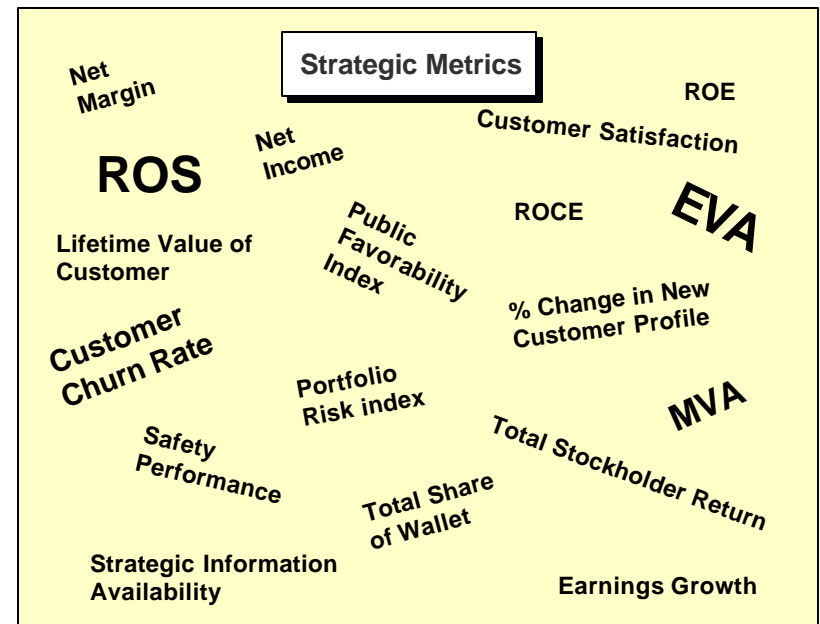 Strategic Metrics
Net
Margin
ROE
Customer Satisfaction
Net
Income
ROS
EVA
ROCE
Public
Favorability
Index
Lifetime Value of
Customer
% Change in New
Customer Profile
Customer
Churn Rate
Portfolio
Risk index
MVA
Safety
Performance
Total Stockholder Return
Total Share
of Wallet
Strategic Information
Availability
Earnings Growth